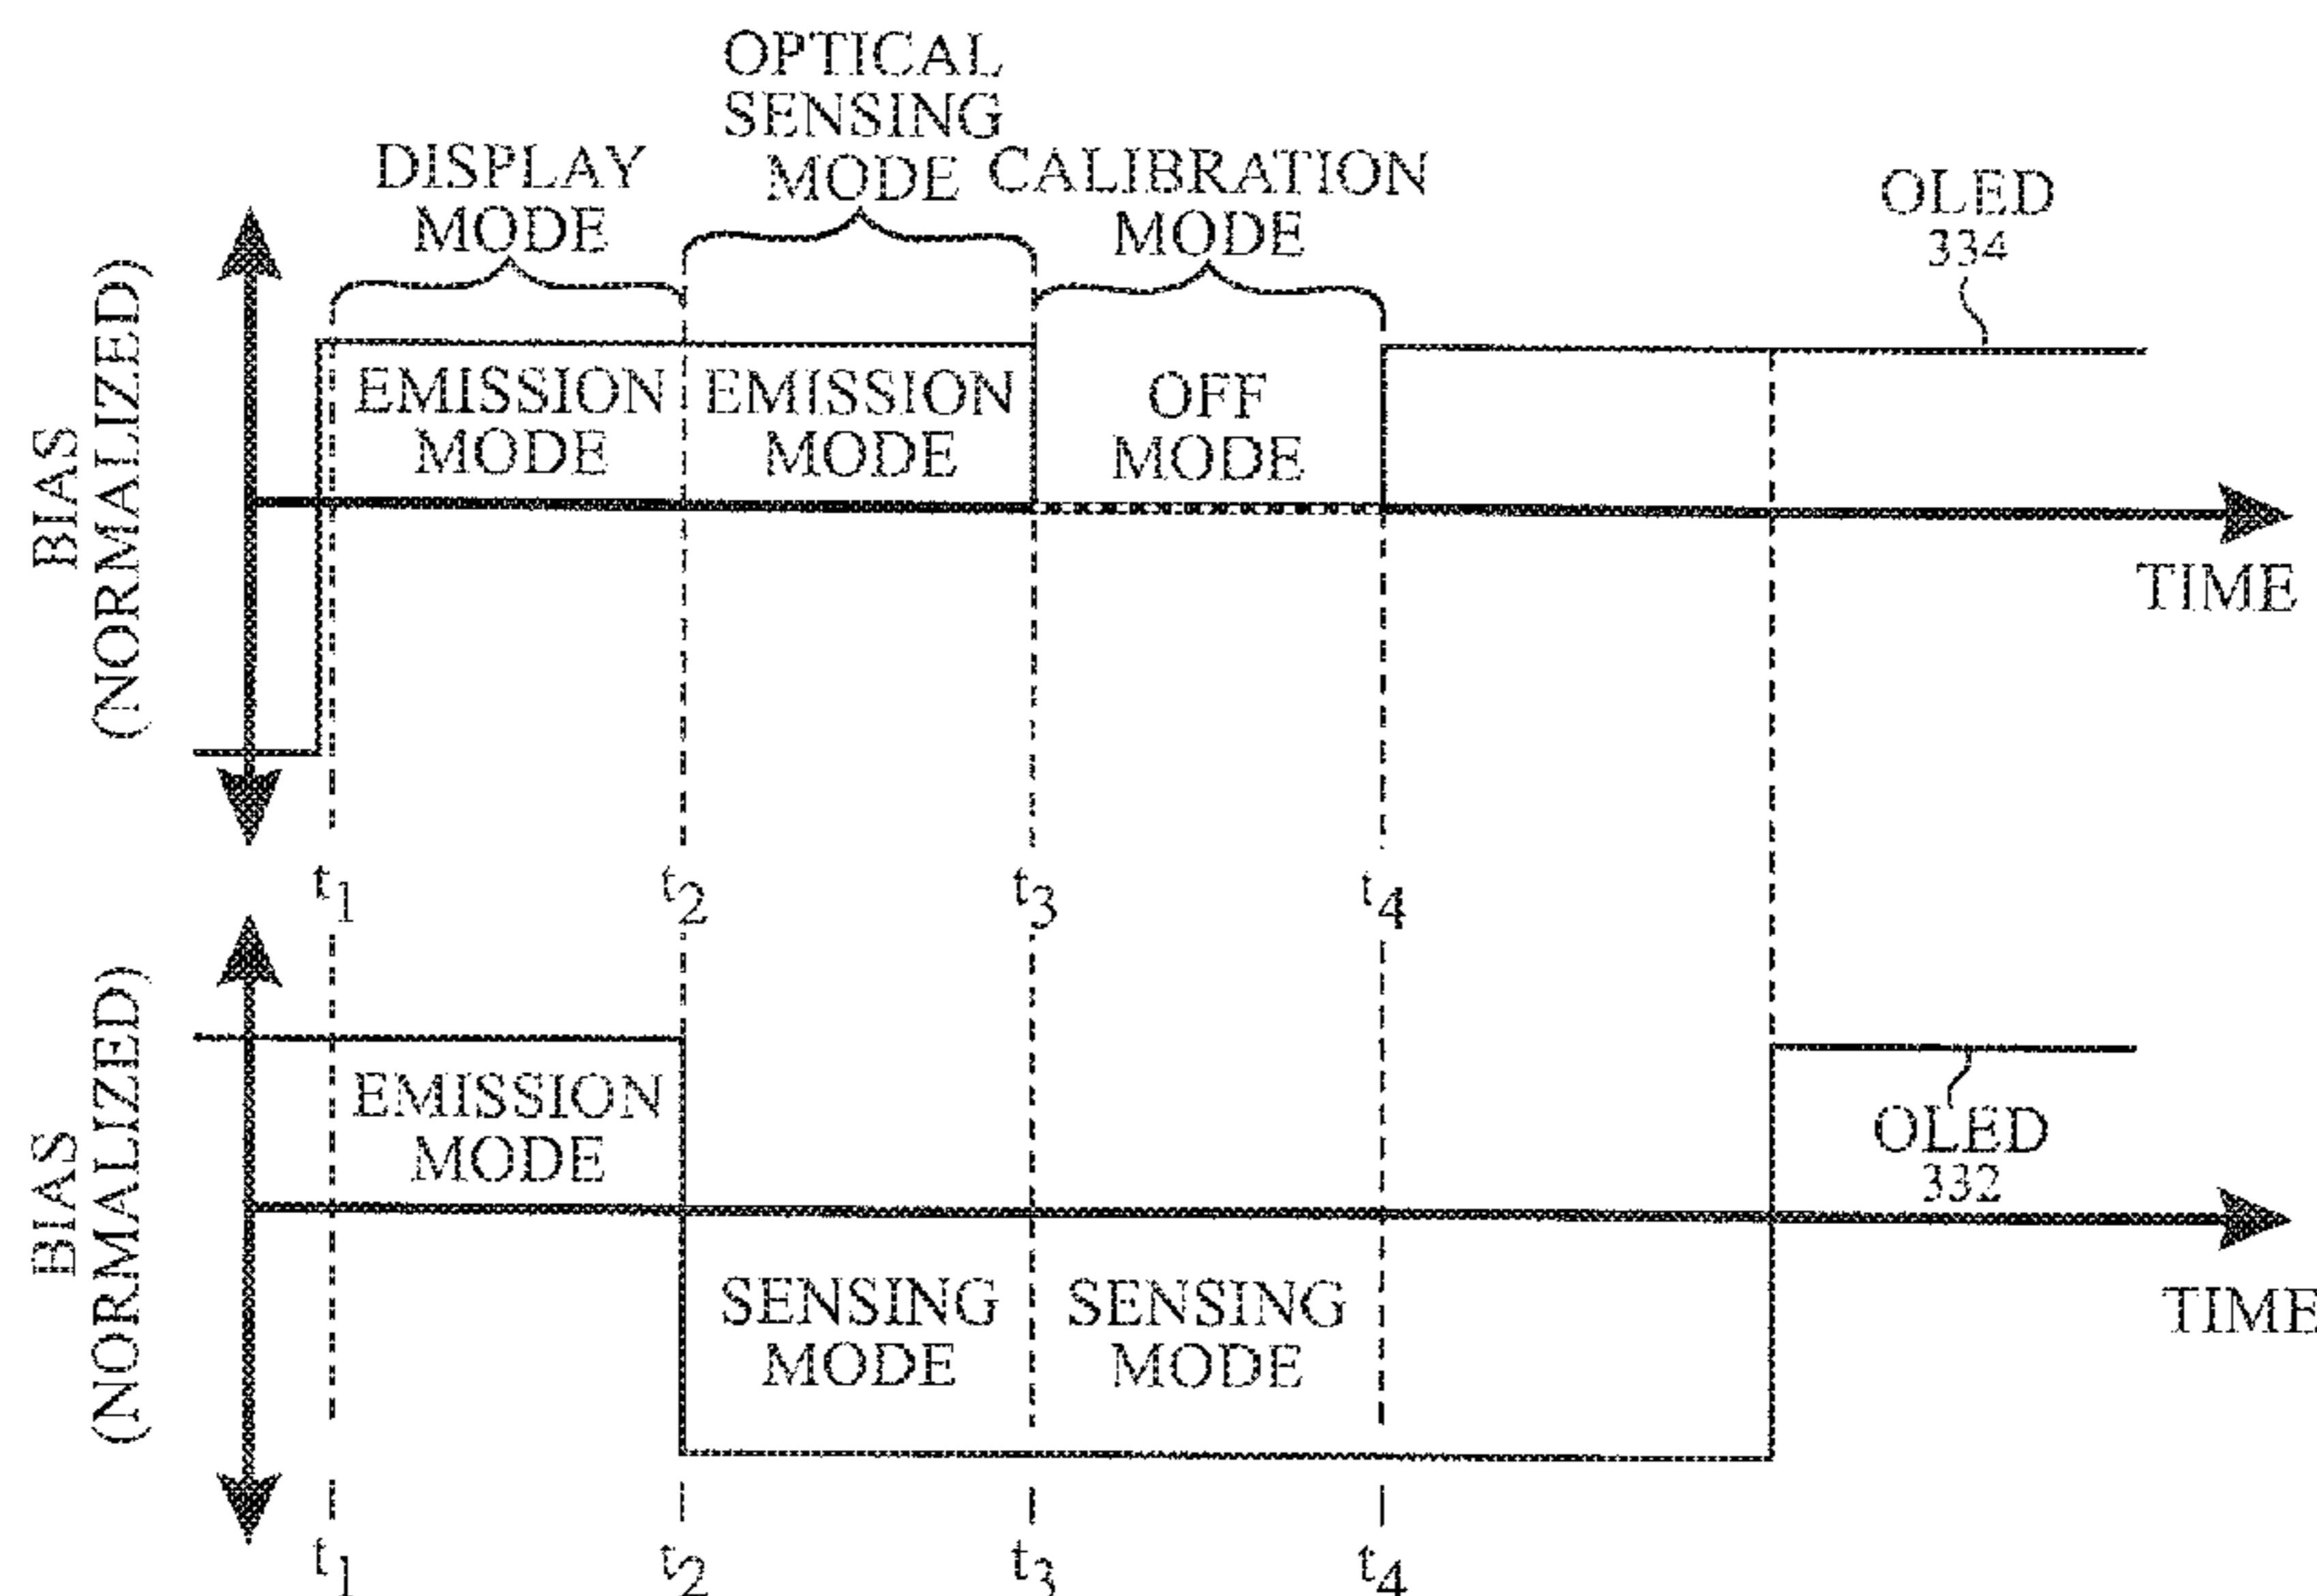 OPTICAL
SENSING
MODE
DISPLAY
MODE
CALIBRATION
MODE
OLED
334
BIAS
(NORMALIZED)
EMISSION
MODE
EMISSION
MODE
OFF
MODE
TIME
t1
t2
t3
t4
BIAS
(NORMALIZED)
EMISSION
MODE
OLED
332
SENSING
MODE
SENSING
MODE
TIME
t1
t2
t3
t4